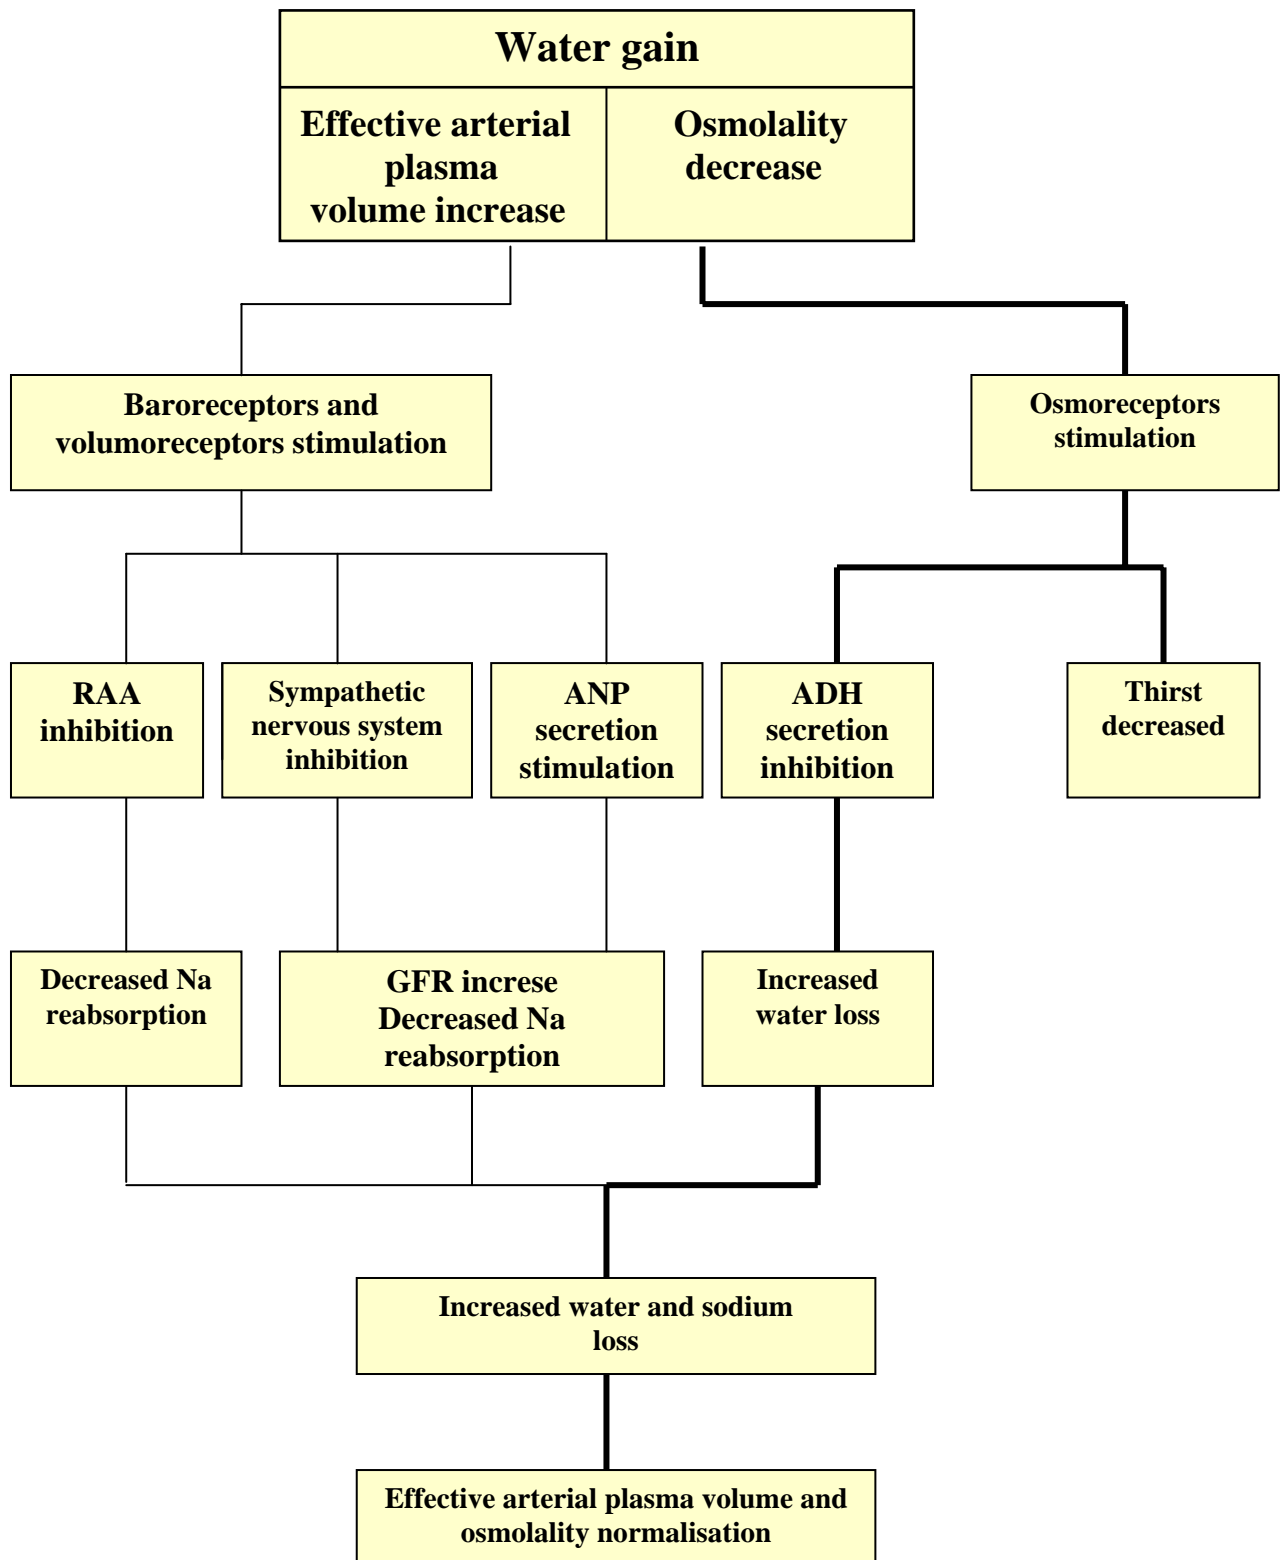 Water gain
Effective arterial
plasma
volume increase
Osmolality
decrease
Baroreceptors and
volumoreceptors stimulation
Osmoreceptors
stimulation
RAA
inhibition
Sympathetic
nervous system
inhibition
ANP
secretion
stimulation
ADH
secretion
inhibition
Thirst
decreased
Decreased Na
reabsorption
GFR increse
Decreased Na
reabsorption
Increased
water loss
Increased water and sodium
loss
Effective arterial plasma volume and
osmolality normalisation